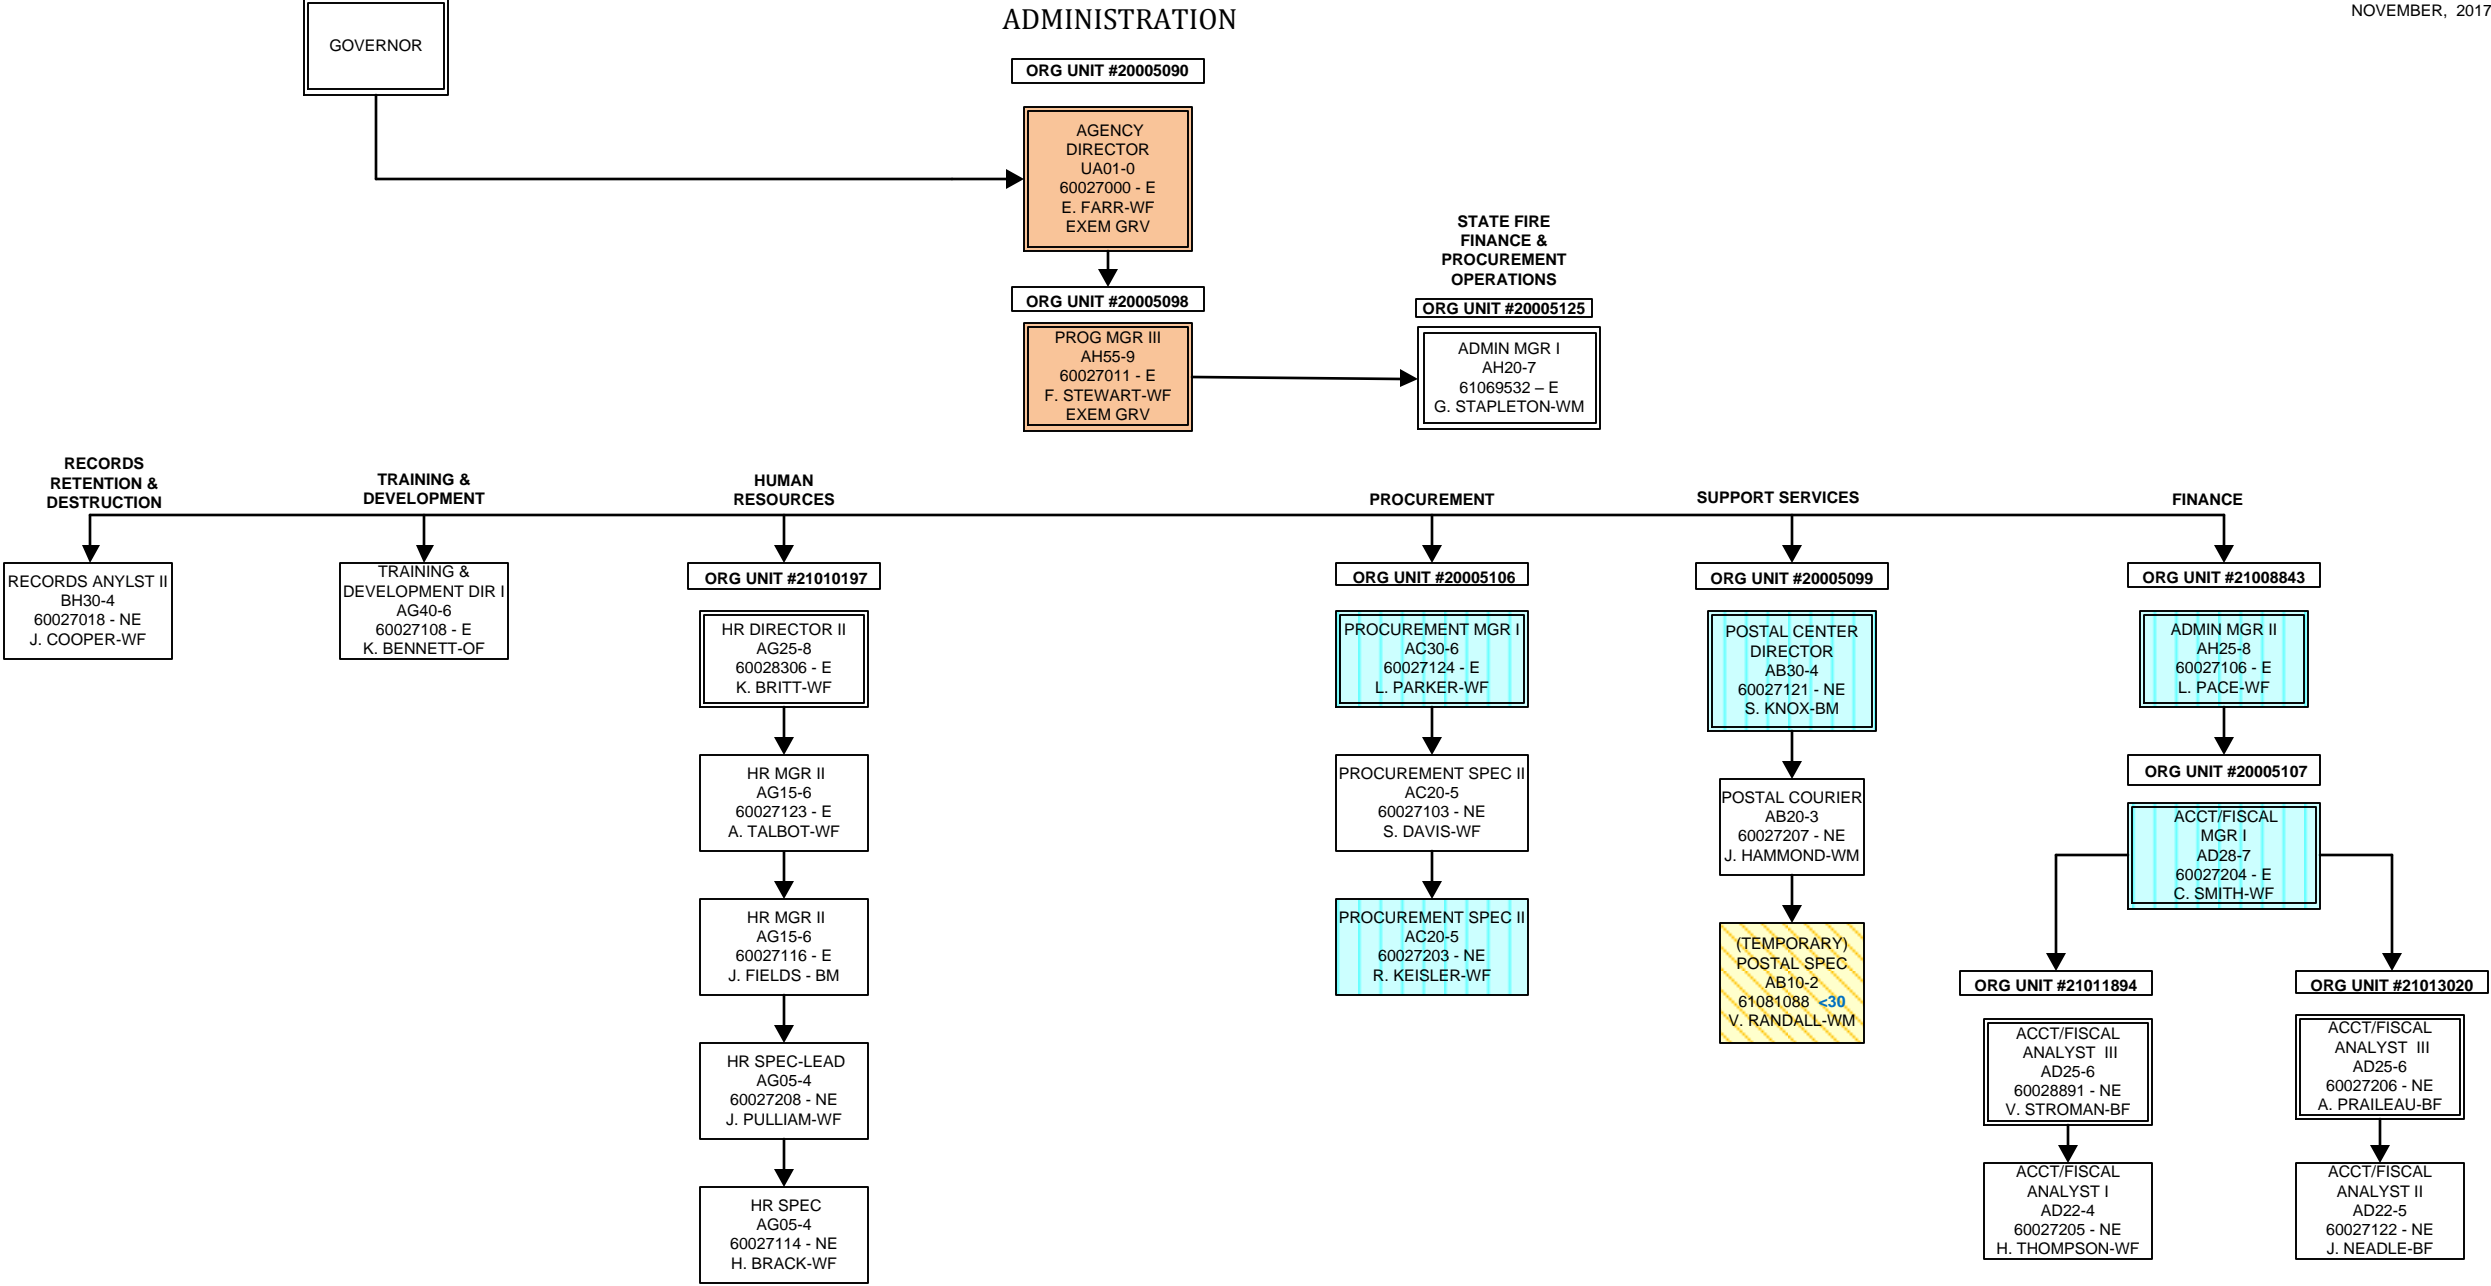 ADMINISTRATION
NOVEMBER, 2017
GOVERNOR
ORG UNIT #20005090
AGENCY
DIRECTOR
UA01-0
60027000 - E
E. FARR-WF
EXEM GRV
ORG UNIT #20005098
PROG MGR III
AH55-9
60027011 - E
F. STEWART-WF
EXEM GRV
STATE FIRE
FINANCE &
PROCUREMENT
OPERATIONS
ORG UNIT #20005125
ADMIN MGR I
AH20-7
61069532 – E
G. STAPLETON-WM
RECORDS
RETENTION &
DESTRUCTION
RECORDS ANYLST II
BH30-4
60027018 - NE
J. COOPER-WF
TRAINING &
DEVELOPMENT
TRAINING &
DEVELOPMENT DIR I
AG40-6
60027108 - E
K. BENNETT-OF
HUMAN
RESOURCES
ORG UNIT #21010197
HR DIRECTOR II
AG25-8
60028306 - E
K. BRITT-WF
HR MGR II
AG15-6
60027123 - E
A. TALBOT-WF
HR MGR II
AG15-6
60027116 - E
J. FIELDS - BM
HR SPEC-LEAD
AG05-4
60027208 - NE
J. PULLIAM-WF
HR SPEC
AG05-4
60027114 - NE
H. BRACK-WF
PROCUREMENT
ORG UNIT #20005106
PROCUREMENT MGR I
AC30-6
60027124 - E
L. PARKER-WF
PROCUREMENT SPEC II
AC20-5
60027103 - NE
S. DAVIS-WF
PROCUREMENT SPEC II
AC20-5
60027203 - NE
R. KEISLER-WF
SUPPORT SERVICES
ORG UNIT #20005099
POSTAL CENTER
DIRECTOR
AB30-4
60027121 - NE
S. KNOX-BM
POSTAL COURIER
AB20-3
60027207 - NE
J. HAMMOND-WM
(TEMPORARY)
POSTAL SPEC
AB10-2
61081088 <30
V. RANDALL-WM
FINANCE
ORG UNIT #21008843
ADMIN MGR II
AH25-8
60027106 - E
L. PACE-WF
ORG UNIT #20005107
ACCT/FISCAL
MGR I
AD28-7
60027204 - E
C. SMITH-WF
ORG UNIT #21011894
ACCT/FISCAL
ANALYST III
AD25-6
60028891 - NE
V. STROMAN-BF
ACCT/FISCAL
ANALYST I
AD22-4
60027205 - NE
H. THOMPSON-WF
ORG UNIT #21013020
ACCT/FISCAL
ANALYST III
AD25-6
60027206 - NE
A. PRAILEAU-BF
ACCT/FISCAL
ANALYST II
AD22-5
60027122 - NE
J. NEADLE-BF